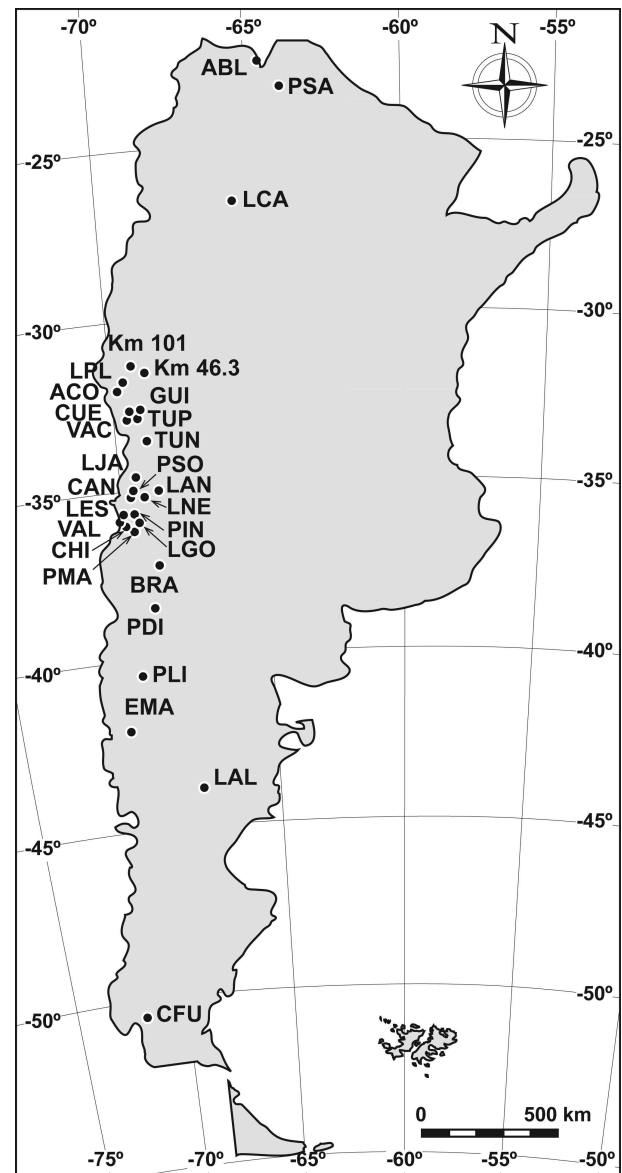 -70º -65º -60º -55º
N
ABL
PSA
-25º
-25º
LCA
-30º
-30º
Km 101
LPL
Km 46.3
ACO
GUI
CUE
TUP
VAC
TUN
LJA
PSO
-35º
CAN
LAN
-35º
LES
LNE
VAL
PIN
CHI
LGO
PMA
BRA
PDI
-40º
-40º
PLI
EMA
LAL
-45º
-45º
-50º
CFU
-50º
0 500 km
-75º -70º -65º -60º -55º -50º